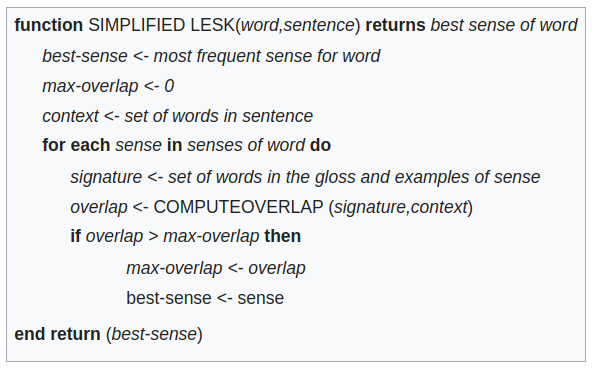 function SIMPLIFIED LESK(word,sentence) returns best sense of word
best-sense <- most frequent sense for word
max-overlap <- 0
context <- set of words in sentence
for each sense in senses of word do
signature <- set of words in the gloss and examples of sense
overlap <- COMPUTEOVERLAP (signature,context)
if overlap > max-overlap then
max-overlap <- overlap
best-sense <- sense
end return (best-sense)